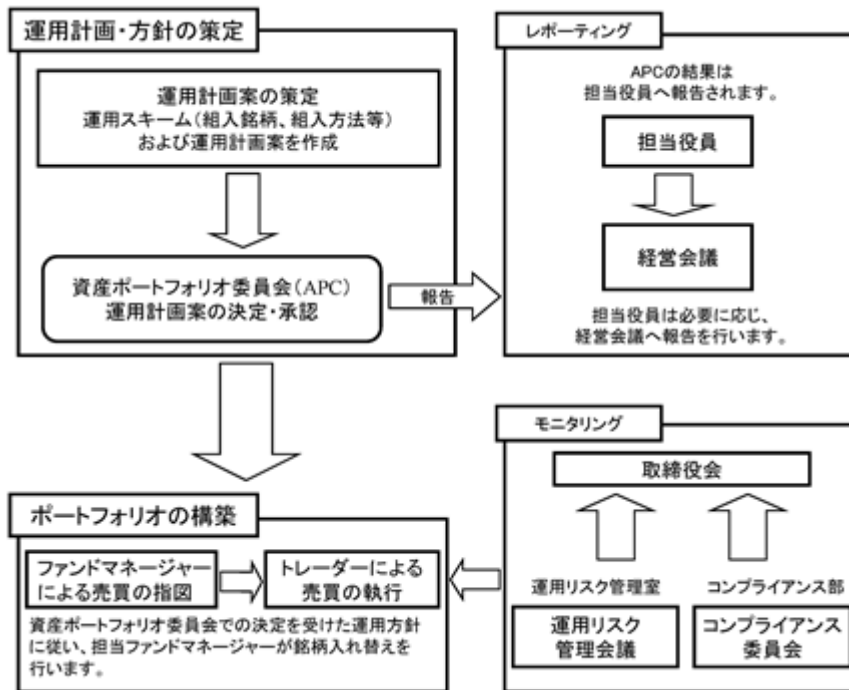 運用計画・方針の策定
運用計画案の策定
運用スキーム(組入銘柄、組入方法等)
および運用計画案を作成
資産ポートフォリオ委員会(APC)
運用計画案の決定・承認
報告
レポーティング
APCの結果は
担当役員へ報告されます。
担当役員
経営会議
担当役員は必要に応じ、
経営会議へ報告を行います。
ポートフォリオの構築
ファンドマネージャー
による売買の指図
トレーダーによる
売買の執行
資産ポートフォリオ委員会での決定を受けた運用方針
に従い、担当ファンドマネージャーが銘柄入れ替えを
行います。
モニタリング
取締役会
運用リスク管理室
コンプライアンス部
運用リスク
管理会議
コンプライアンス
委員会